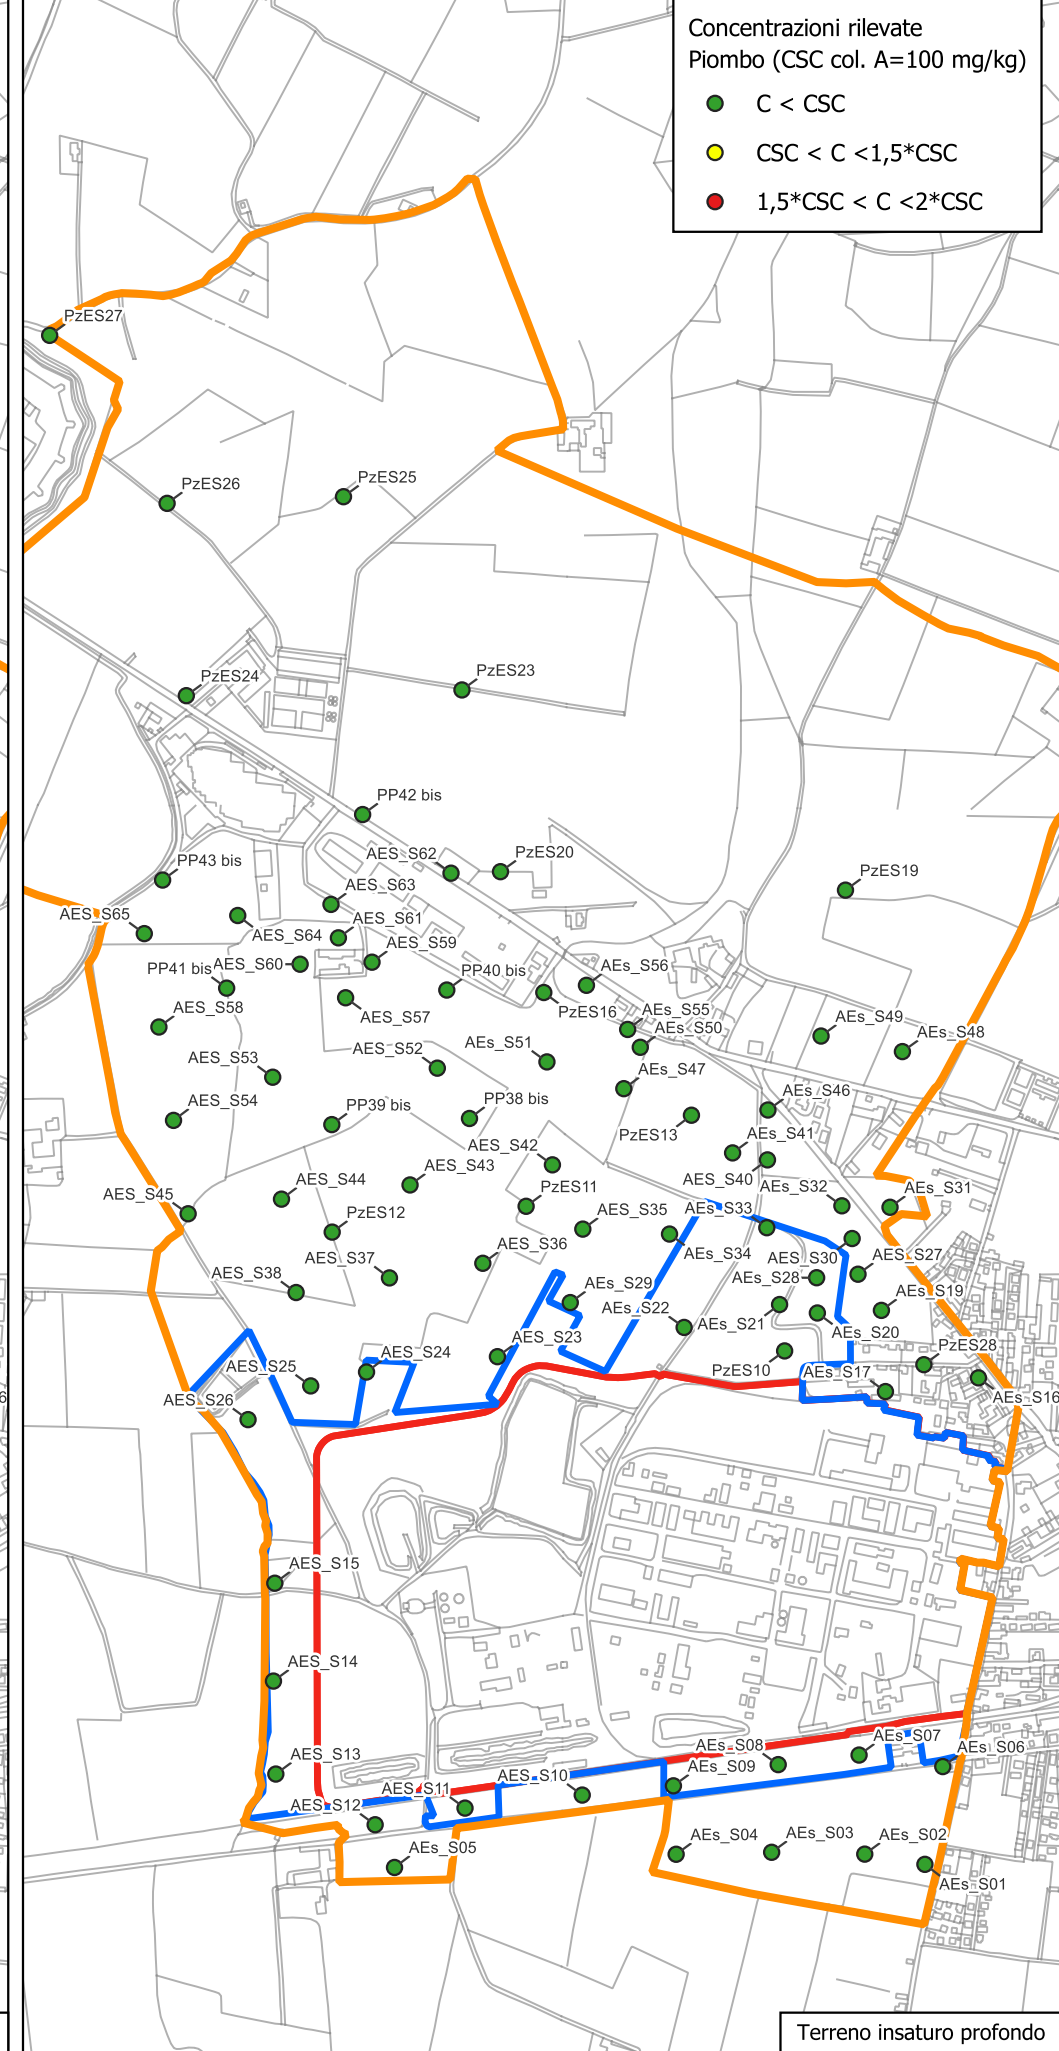 Concentrazioni rilevate
Piombo (CSC col. A=100 mg/kg)
C < CSC
CSC < C <1,5*CSC
1,5*CSC < C <2*CSC
PzES27
PzES26
PzES25
PzES24
PzES23
PP42 bis
PP43 bis
AES_S62
PzES20
PzES19
AES_S63
AES_S65
AES_S61
AES_S64
AES_S59
PP41 bis
AES_S60
PP40 bis
AEs_S56
AES_S58
AES_S57
PzES16
AEs_S55
AEs_S50
AEs_S49
AEs_S48
AES_S53
AES_S52
AEs_S51
AEs_S47
AES_S54
PP39 bis
PP38 bis
PzES13
AEs_S46
AEs_S41
AES_S42
AES_S40
AES_S45
AES_S44
AES_S43
PzES11
AEs_S32
AEs_S31
PzES12
AES_S35
AEs_S33
AES_S37
AES_S36
AEs_S34
AES_S30
AES_S27
AES_S38
AEs_S29
AEs_S28
AEs_S22
AES_S21
AEs_S19
AEs_S20
AES_S25
AES_S24
AES_S23
PzES10
PzES28
AES_S26
AEs_S17
AEs_S16
6
AES_S15
AES_S14
AES_S13
AES_S12
AES_S11
AES_S10
AEs_S08
AES_S07
AEs_S09
AEs_S06
AEs_S05
AEs_S04
AEs_S03
AEs_S02
AEs_S01
Terreno insaturo profondo